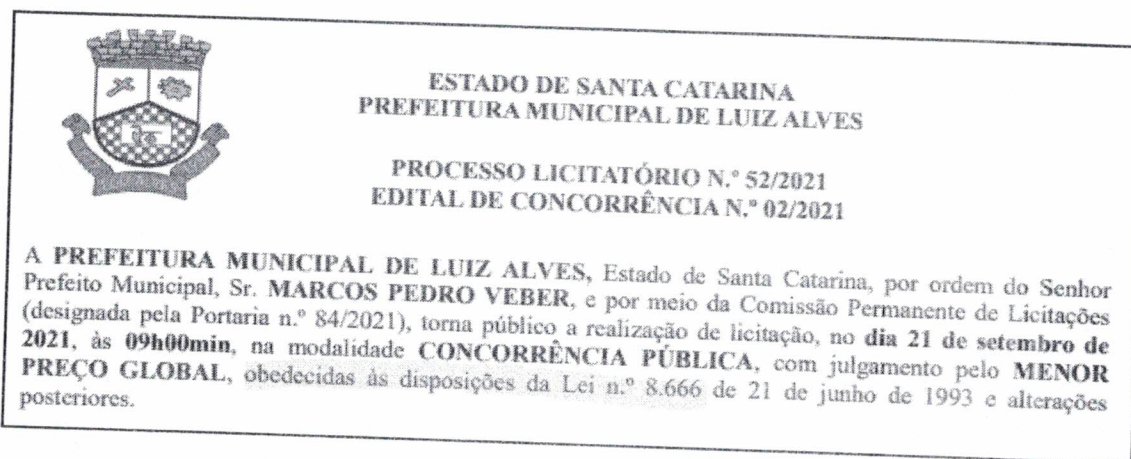 ESTADO DE SANTA CATARINA
PREFEITURA MUNICIPAL DE LUIZ ALVES
PROCESSO LICITATÓRIO N.º 52/2021
EDITAL DE CONCORRÊNCIA N.º 02/2021
A PREFEITURA MUNICIPAL DE LUIZ ALVES, Estado de Santa Catarina, por ordem do Senhor
Prefeito Municipal, Sr. MARCOS PEDRO VEBER, e por meio da Comissão Permanente de Licitações
(designada pela Portaria n.º 84/2021), torna público a realização de licitação, no dia 21 de setembro de
2021, às 09h00min, na modalidade CONCORRÊNCIA PÚBLICA, com julgamento pelo MENOR
PREÇO GLOBAL, obedecidas às disposições da Lei n.º 8.666 de 21 de junho de 1993 e alterações
posteriores.